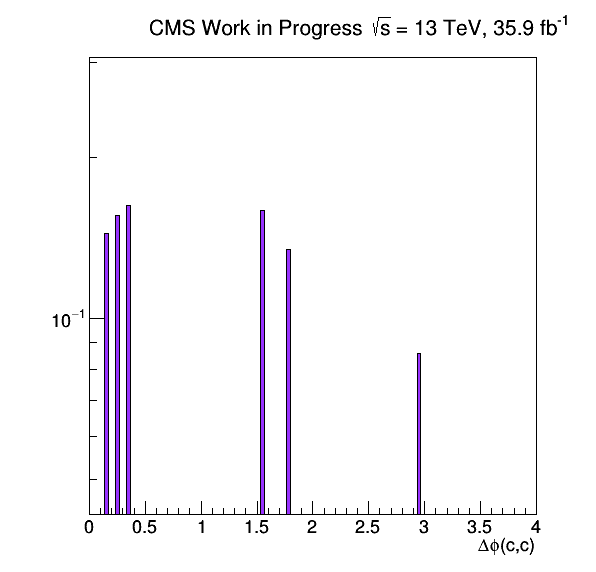 CMS Work in Progress √s = 13 TeV, 35.9 fb⁻¹
10⁻¹
0 0.5 1 1.5 2 2.5 3 3.5 4
Δϕ(c,c)